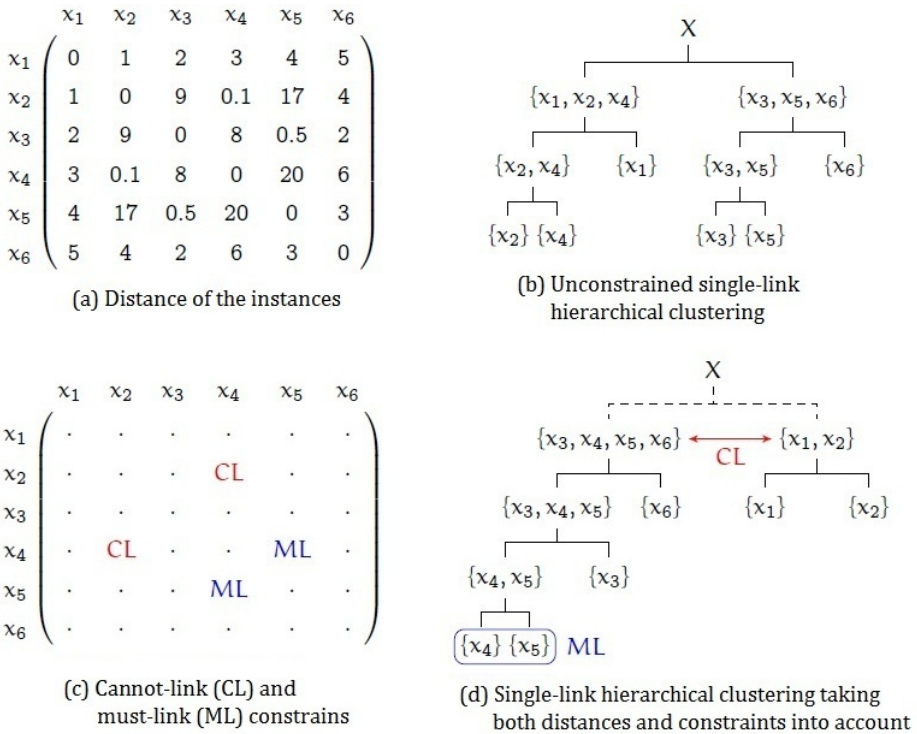 x₁ x₂ x₃ x₄ x₅ x₆
x₁ 0 1 2 3 4 5
x₂ 1 0 9 0.1 17 4
x₃ 2 9 0 8 0.5 2
x₄ 3 0.1 8 0 20 6
x₅ 4 17 0.5 20 0 3
x₆ 5 4 2 6 3 0
(a) Distance of the instances
X
{x₁, x₂, x₄} {x₃, x₅, x₆}
{x₂, x₄} {x₁} {x₃, x₅} {x₆}
{x₂} {x₄} {x₃} {x₅}
(b) Unconstrained single-link
hierarchical clustering
x₁ x₂ x₃ x₄ x₅ x₆
x₁ · · · · · ·
x₂ · · · CL · ·
x₃ · · · · · ·
x₄ · CL · · ML ·
x₅ · · · ML · ·
x₆ · · · · · ·
(c) Cannot-link (CL) and
must-link (ML) constrains
X
{x₃, x₄, x₅, x₆} {x₁, x₂}
CL
{x₃, x₄, x₅} {x₆} {x₁} {x₂}
{x₄, x₅} {x₃}
{x₄} {x₅} ML
(d) Single-link hierarchical clustering taking
both distances and constraints into account